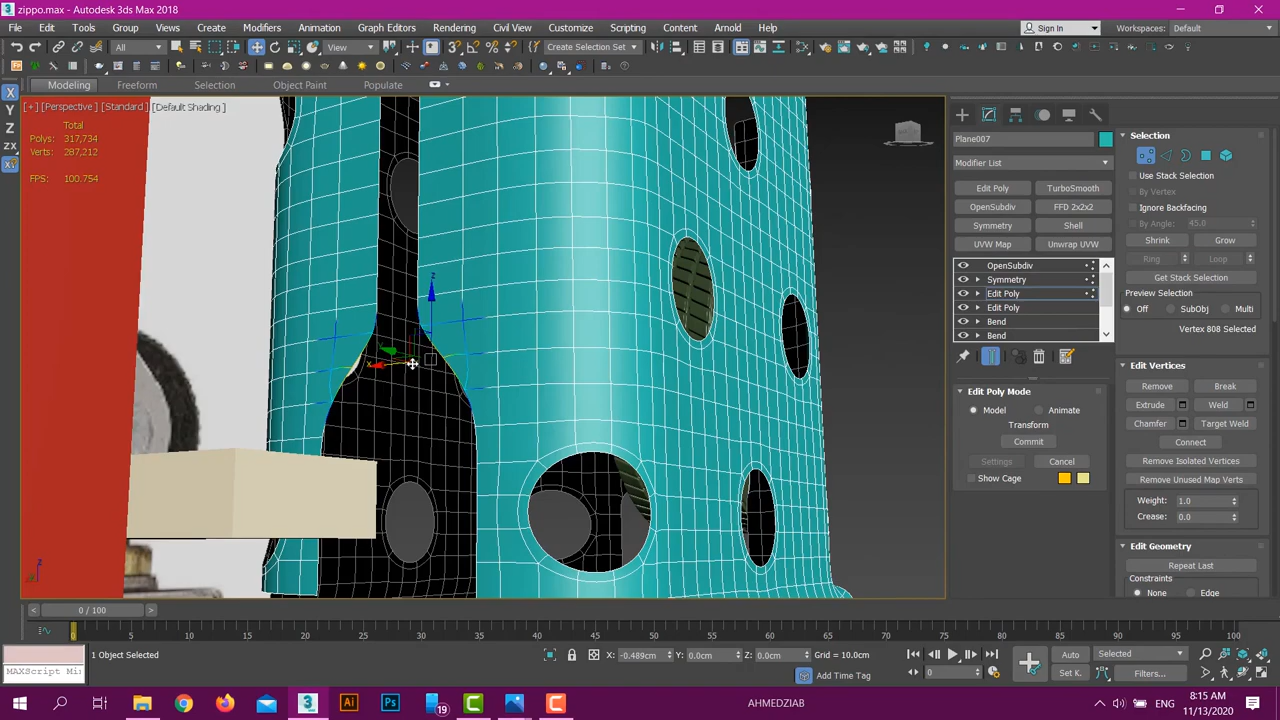 zippo.max - Autodesk 3ds Max 2018
File Edit Tools Group Views Create Modifiers Animation Graph Editors Rendering Civil View Customize Scripting Content Arnold Help
Sign In Workspaces: Default
All View Create Selection Set
Modeling Freeform Selection Object Paint Populate
X
Y
Z
ZX
[+] [Perspective] [Standard] [Default Shading]
Total
Polys: 317,734
Verts: 287,212
FPS: 100.754
Plane007
Modifier List
Edit Poly TurboSmooth
OpenSubdiv FFD 2x2x2
Symmetry Shell
UVW Map Unwrap UVW
OpenSubdiv
Symmetry
Edit Poly
Edit Poly
Bend
Bend
Edit Poly Mode
Model Animate
Transform
Commit
Settings Cancel
Show Cage
Selection
Use Stack Selection
By Vertex
Ignore Backfacing
By Angle: 45.0
Shrink Grow
Ring Loop
Get Stack Selection
Preview Selection
Off SubObj Multi
Vertex 808 Selected
Edit Vertices
Remove Break
Extrude Weld
Chamfer Target Weld
Connect
Remove Isolated Vertices
Remove Unused Map Verts
Weight: 1.0
Crease: 0.0
Edit Geometry
Repeat Last
Constraints
None Edge
z
x
z
0 / 100
0 5 10 15 20 25 30 35 40 45 50 55 60 65 70 75 80 85 90 95 100
MAXScript Mi:
1 Object Selected
X: -0.489cm Y: 0.0cm Z: 0.0cm Grid = 10.0cm
Add Time Tag
Auto Selected
Set K. Filters...
0
19
AHMEDZIAB
ENG
8:15 AM
11/13/2020